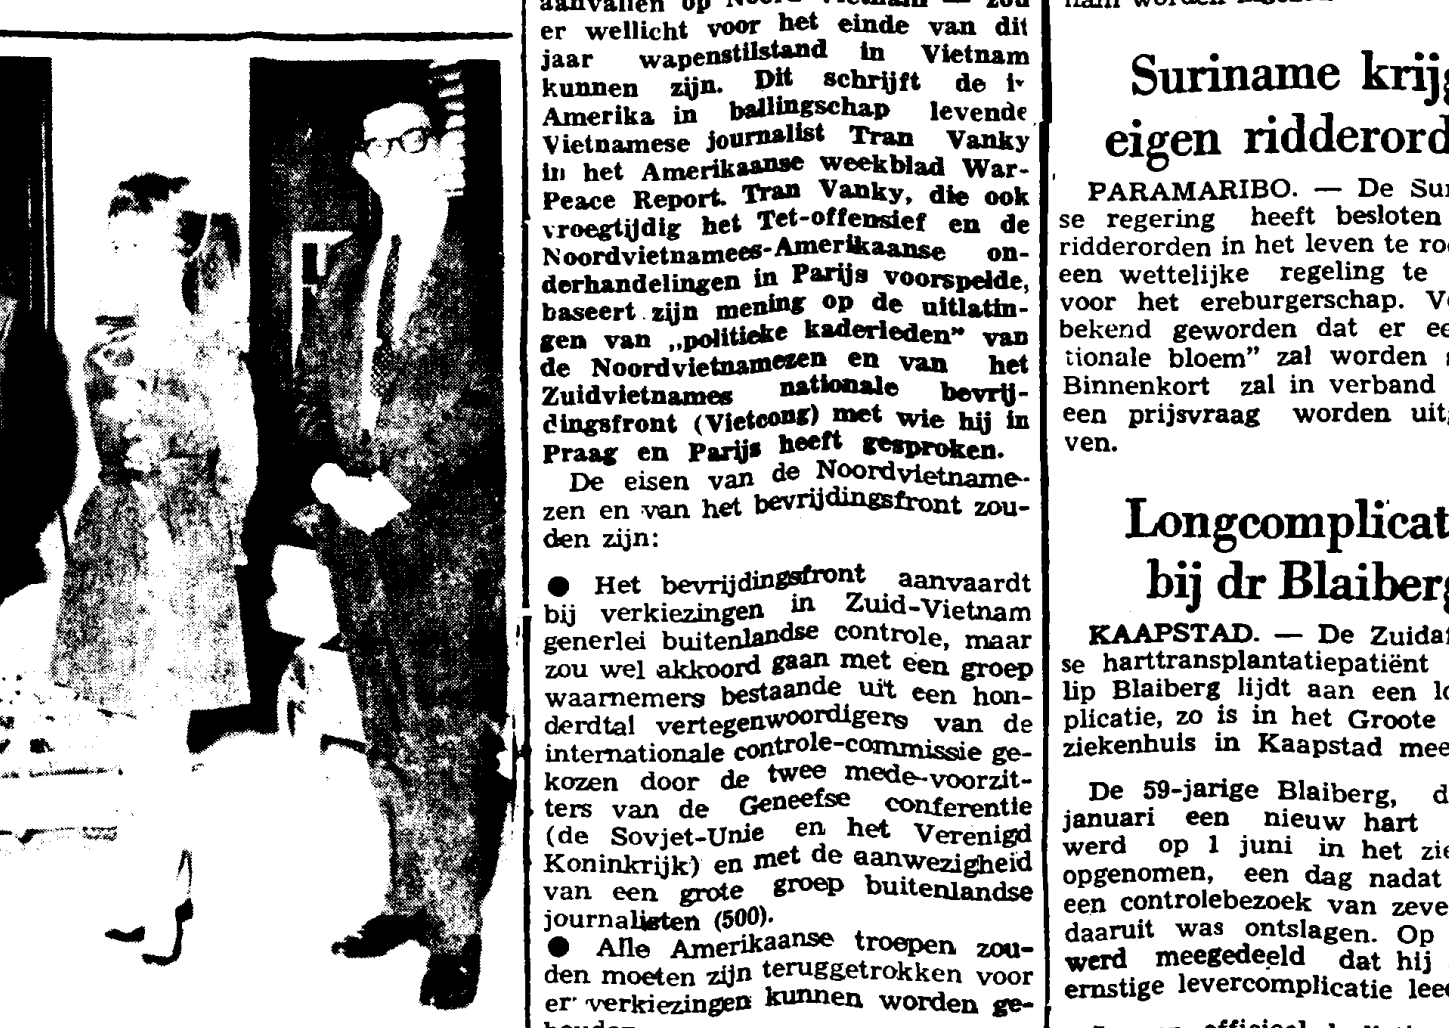 aanvallen op Noord-Vietnam — zou
er wellicht voor het einde van dit
jaar wapenstilstand in Vietnam
kunnen zijn. Dit schrijft de
Amerika in ballingschap levende
Vietnamese journalist Tran Vanky
in het Amerikaanse weekblad War-
Peace Report. Tran Vanky, die ook
vroegtijdig het Tet-offensief en de
Noordvietnamees-Amerikaanse on-
derhandelingen in Parijs voorspelde,
baseert zijn mening op de uitlatin-
gen van „politieke kaderleden” van
de Noordvietnamezen en van het
Zuidvietnames nationale bevrij-
dingsfront (Vietcong) met wie hij in
Praag en Parijs heeft gesproken.
De eisen van de Noordvietname-
zen en van het bevrijdingsfront zou-
den zijn:
● Het bevrijdingsfront aanvaardt
bij verkiezingen in Zuid-Vietnam
generlei buitenlandse controle, maar
zou wel akkoord gaan met een groep
waarnemers bestaande uit een hon-
derdtal vertegenwoordigers van de
internationale controle-commissie ge-
kozen door de twee mede-voorzit-
ters van de Geneefse conferentie
(de Sovjet-Unie en het Verenigd
Koninkrijk) en met de aanwezigheid
van een grote groep buitenlandse
journalisten (500).
● Alle Amerikaanse troepen zou-
den moeten zijn teruggetrokken voor
er verkiezingen kunnen worden ge-
Suriname krijg
eigen ridderord
PARAMARIBO. — De Sur
se regering heeft besloten
ridderorden in het leven te ro
een wettelijke regeling te
voor het ereburgerschap. V
bekend geworden dat er ee
tionale bloem” zal worden
Binnenkort zal in verband
een prijsvraag worden uit
ven.
Longcomplicat
bij dr Blaiberg
KAAPSTAD. — De Zuidaf
se harttransplantatiepatiënt
lip Blaiberg lijdt aan een lo
plicatie, zo is in het Groote
ziekenhuis in Kaapstad mee
De 59-jarige Blaiberg, d
januari een nieuw hart
werd op 1 juni in het zie
opgenomen, een dag nadat
een controlebezoek van zeve
daaruit was ontslagen. Op
werd meegedeeld dat hij
ernstige levercomplicatie lee